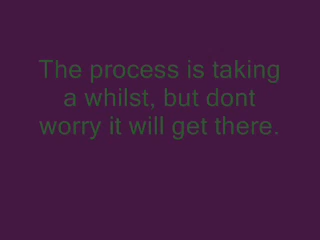 The process is taking
a whilst, but dont
worry it will get there.